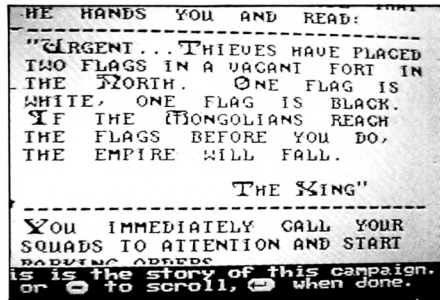 HE HANDS YOU AND READ:
"URGENT...THIEVES HAVE PLACED
TWO FLAGS IN A VACANT FORT IN
THE NORTH. ONE FLAG IS
WHITE, ONE FLAG IS BLACK.
IF THE MONGOLIANS REACH
THE FLAGS BEFORE YOU DO,
THE EMPIRE WILL FALL.
THE KING"
YOU IMMEDIATELY CALL YOUR
SQUADS TO ATTENTION AND START
BARKING ORDERS
is is the story of this campaign.
or to scroll, when done.